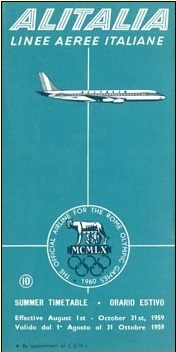 ALITALIA
LINEE AEREE ITALIANE
THE OFFICIAL AIRLINE FOR THE ROME OLYMPIC GAMES
MCMLX
1960
10
SUMMER TIMETABLE - ORARIO ESTIVO
Effective August 1st - October 31st, 1959
Valido dal 1° Agosto al 31 Ottobre 1959
By appointment of